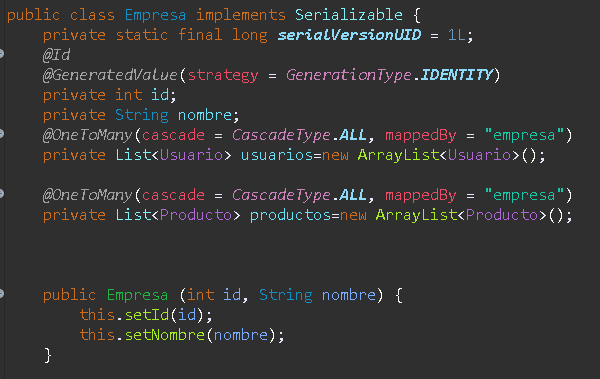 public class Empresa implements Serializable {
private static final long serialVersionUID = 1L;
@Id
@GeneratedValue(strategy = GenerationType.IDENTITY)
private int id;
private String nombre;
@OneToMany(cascade = CascadeType.ALL, mappedBy = "empresa")
private List<Usuario> usuarios=new ArrayList<Usuario>();
@OneToMany(cascade = CascadeType.ALL, mappedBy = "empresa")
private List<Producto> productos=new ArrayList<Producto>();
public Empresa (int id, String nombre) {
this.setId(id);
this.setNombre(nombre);
}